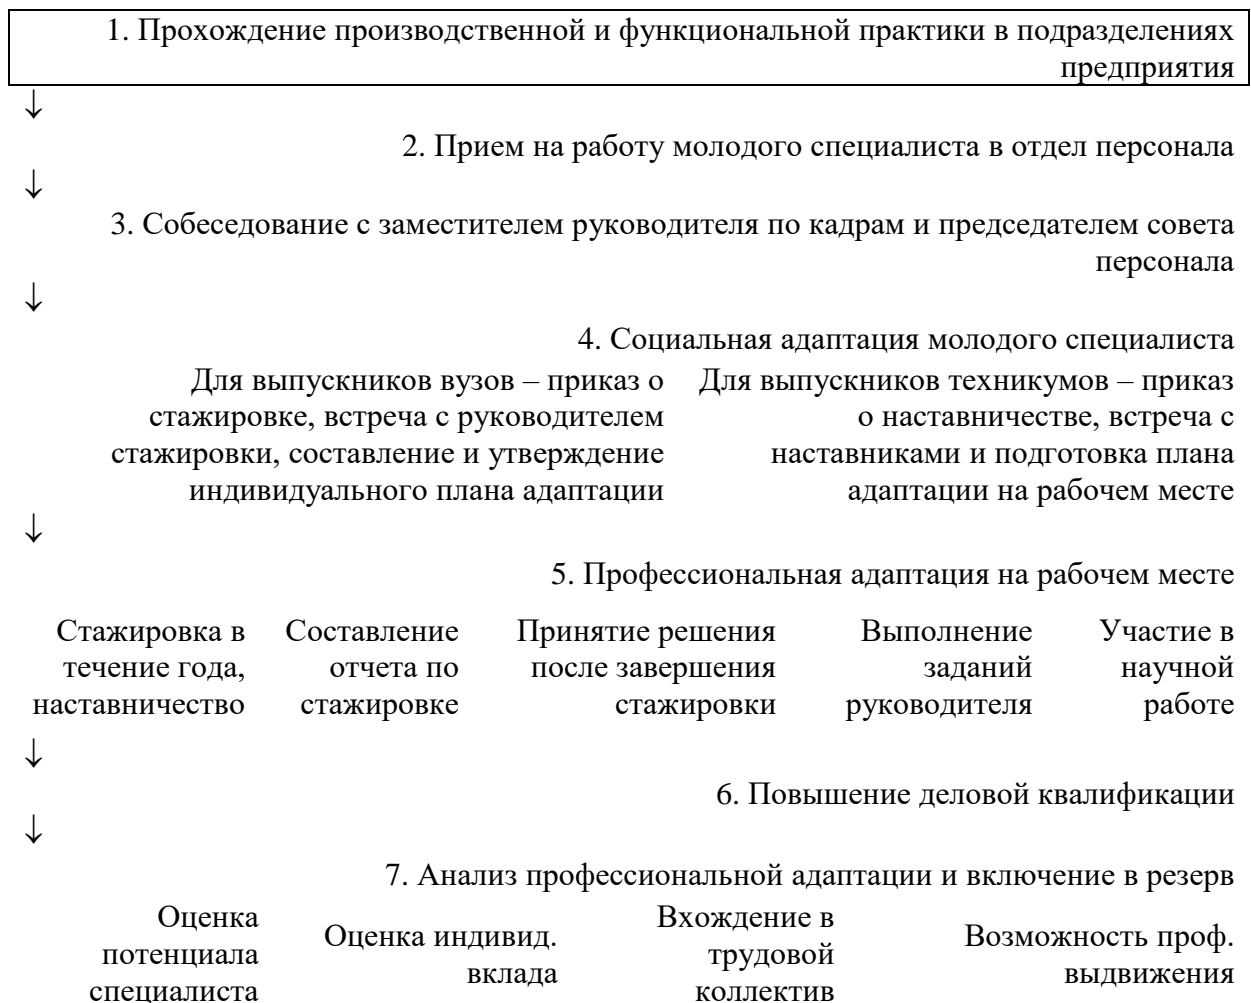 1. Прохождение производственной и функциональной практики в подразделениях
предприятия
↓
2. Прием на работу молодого специалиста в отдел персонала
↓
3. Собеседование с заместителем руководителя по кадрам и председателем совета
персонала
↓
4. Социальная адаптация молодого специалиста
Для выпускников вузов – приказ о
стажировке, встреча с руководителем
стажировки, составление и утверждение
индивидуального плана адаптации
Для выпускников техникумов – приказ
о наставничестве, встреча с
наставниками и подготовка плана
адаптации на рабочем месте
↓
5. Профессиональная адаптация на рабочем месте
Стажировка в
течение года,
наставничество
Составление
отчета по
стажировке
Принятие решения
после завершения
стажировки
Выполнение
заданий
руководителя
Участие в
научной
работе
↓
6. Повышение деловой квалификации
↓
7. Анализ профессиональной адаптации и включение в резерв
Оценка
потенциала
специалиста
Оценка индивид.
вклада
Вхождение в
трудовой
коллектив
Возможность проф.
выдвижения